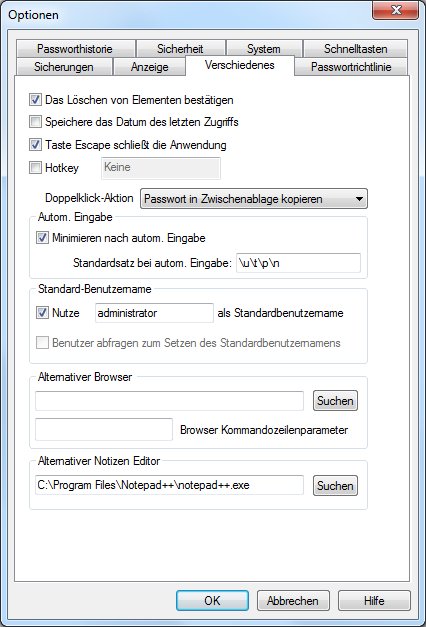 Optionen
Passworthistorie Sicherheit System Schnelltasten
Sicherungen Anzeige Verschiedenes Passwortrichtlinie
Das Löschen von Elementen bestätigen
Speichere das Datum des letzten Zugriffs
Taste Escape schließt die Anwendung
Hotkey Keine
Doppelklick-Aktion Passwort in Zwischenablage kopieren
Autom. Eingabe
Minimieren nach autom. Eingabe
Standardsatz bei autom. Eingabe: \u\t\p\n
Standard-Benutzername
Nutze administrator als Standardbenutzername
Benutzer abfragen zum Setzen des Standardbenutzernamens
Alternativer Browser
Suchen
Browser Kommandozeilenparameter
Alternativer Notizen Editor
C:\Program Files\Notepad++\notepad++.exe Suchen
OK Abbrechen Hilfe